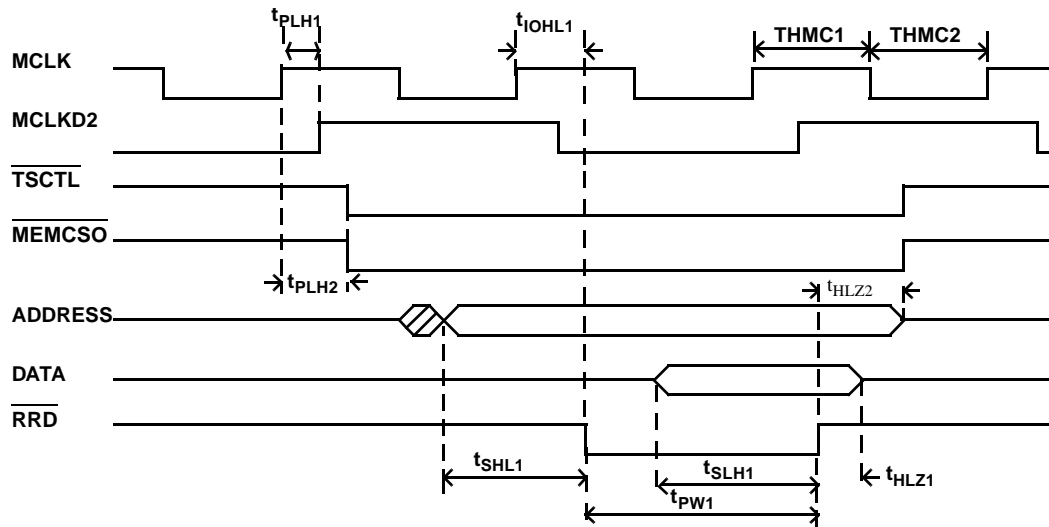 tPLH1
tIOHL1
THMC1
THMC2
MCLK
MCLKD2
TSCTL
MEMCSO
tPLH2
tHLZ2
ADDRESS
DATA
RRD
tSHL1
tSLH1
tHLZ1
tPW1